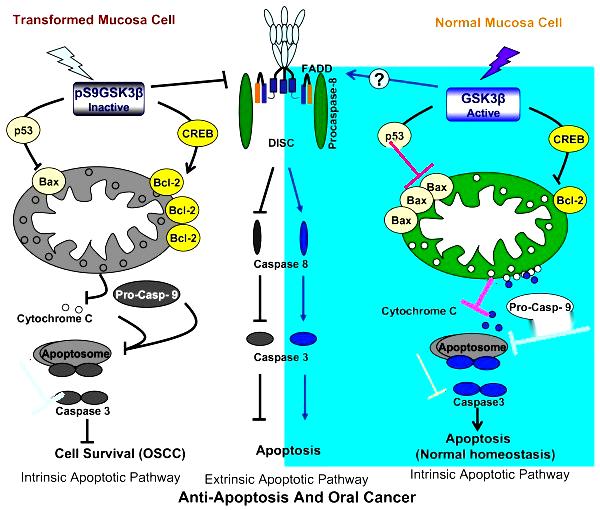 Transformed Mucosa Cell
Normal Mucosa Cell
pS9GSK3β
Inactive
FADD
?
GSK3β
Active
p53
CREB
Procaspase-8
DISC
p53
CREB
Bax
Bcl-2
Bcl-2
Bcl-2
Bax
Bax
Bax
Bcl-2
Caspase 8
Pro-Casp- 9
Cytochrome C
Cytochrome C
Pro-Casp- 9
Apoptosome
Caspase 3
Apoptosome
Caspase 3
Caspase3
Cell Survival (OSCC)
Apoptosis
Apoptosis
(Normal homeostasis)
Intrinsic Apoptotic Pathway
Extrinsic Apoptotic Pathway
Intrinsic Apoptotic Pathway
Anti-Apoptosis And Oral Cancer